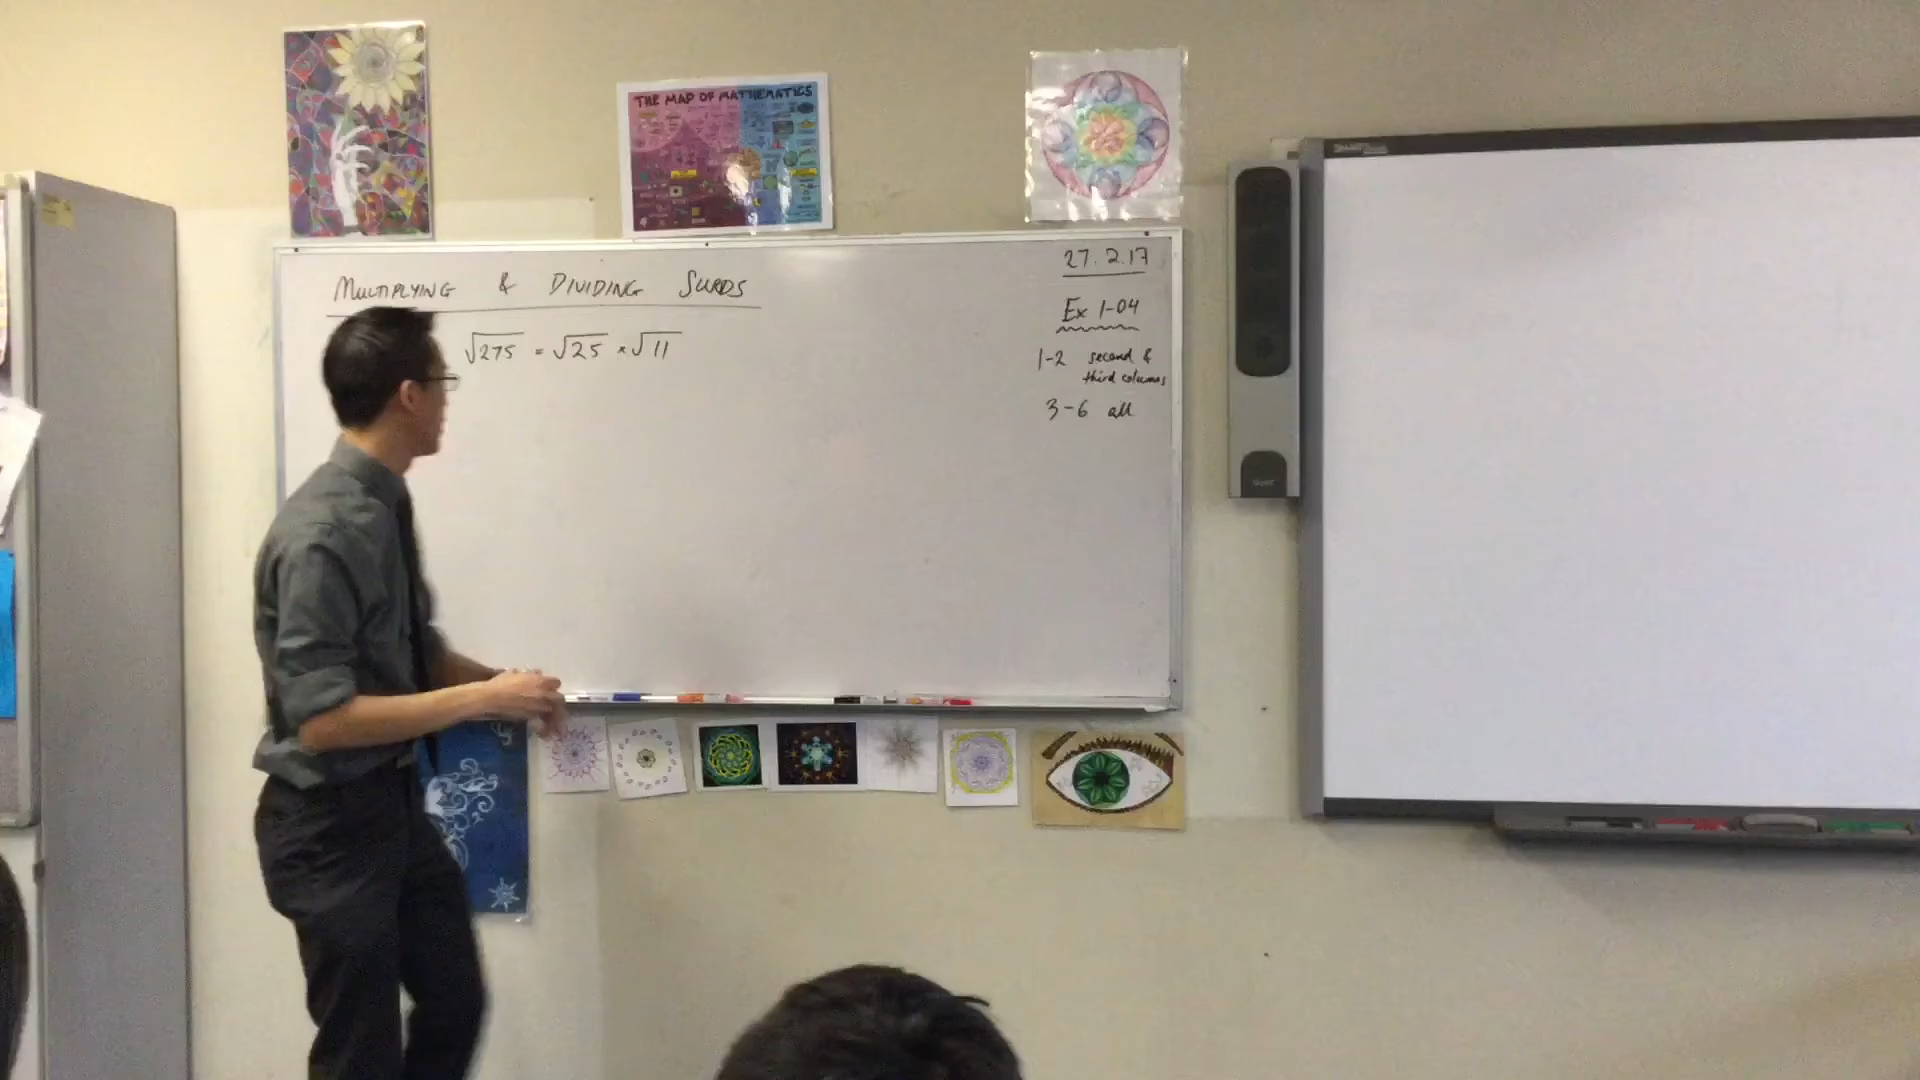 THE MAP OF MATHEMATICS
MULTIPLYING & DIVIDING SURDS
√275 = √25 × √11
27.2.17
Ex 1-04
1-2 second &
third columns
3-6 all